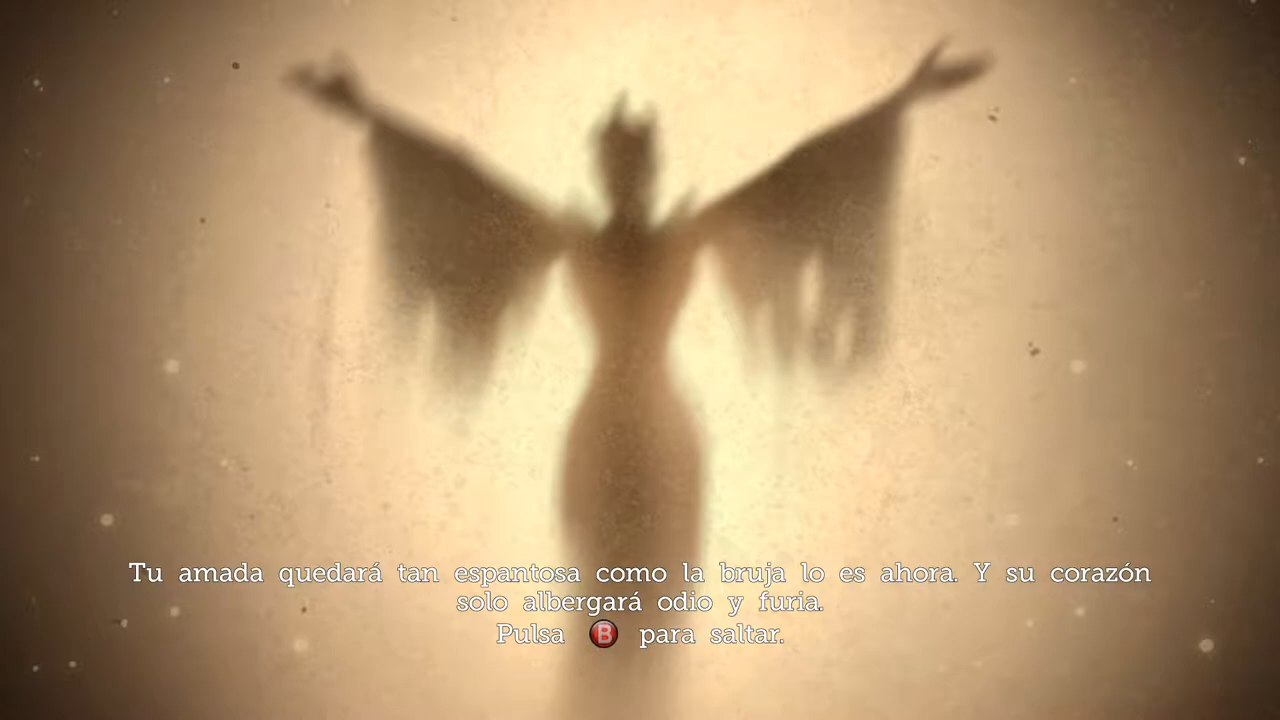 Tu amada quedará tan espantosa como la bruja lo es ahora. Y su corazón
solo albergará odio y furia.
Pulsa B para saltar.